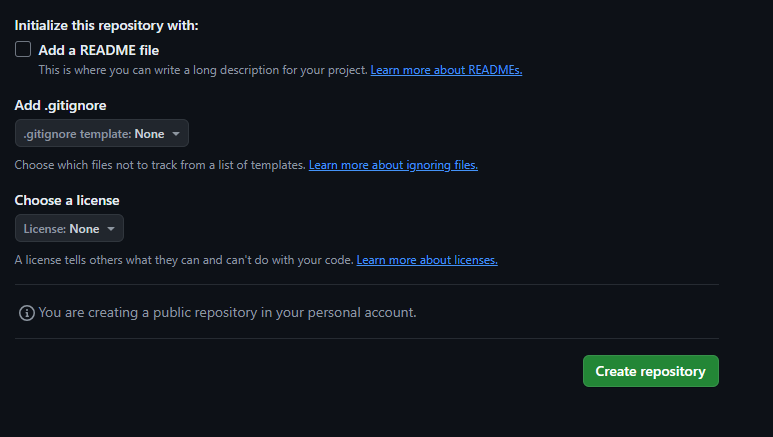 Initialize this repository with:
Add a README file
This is where you can write a long description for your project. Learn more about READMEs.
Add .gitignore
.gitignore template: None
Choose which files not to track from a list of templates. Learn more about ignoring files.
Choose a license
License: None
A license tells others what they can and can't do with your code. Learn more about licenses.
You are creating a public repository in your personal account.
Create repository